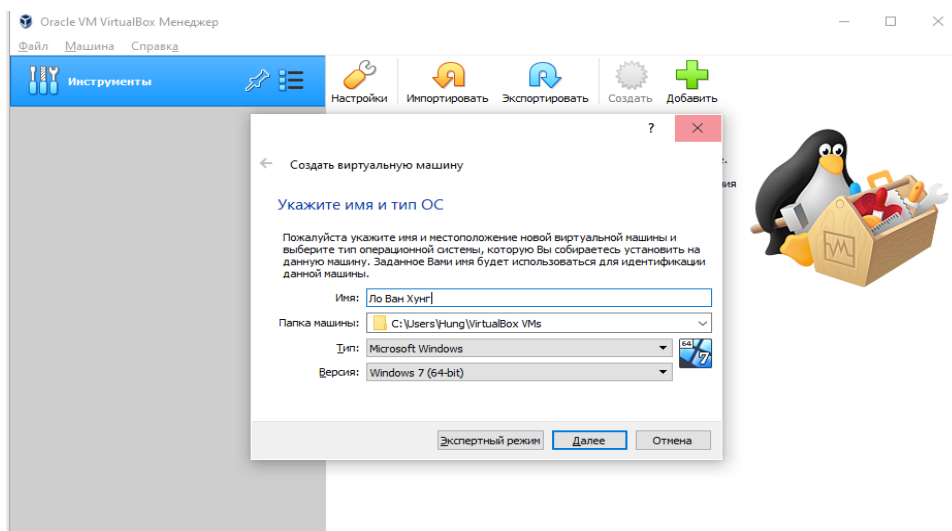 Oracle VM VirtualBox Менеджер
Файл Машина Справка
Инструменты
Настройки Импортировать Экспортировать Создать Добавить
?
Создать виртуальную машину
Укажите имя и тип ОС
Пожалуйста укажите имя и местоположение новой виртуальной машины и
выберите тип операционной системы, которую Вы собираетесь установить на
данную машину. Заданное Вами имя будет использоваться для идентификации
данной машины.
Имя: Ло Ван Хунг
Папка машины: C:\Users\Hung\VirtualBox VMs
Тип: Microsoft Windows
64
7
Версия: Windows 7 (64-bit)
Экспертный режим Далее Отмена